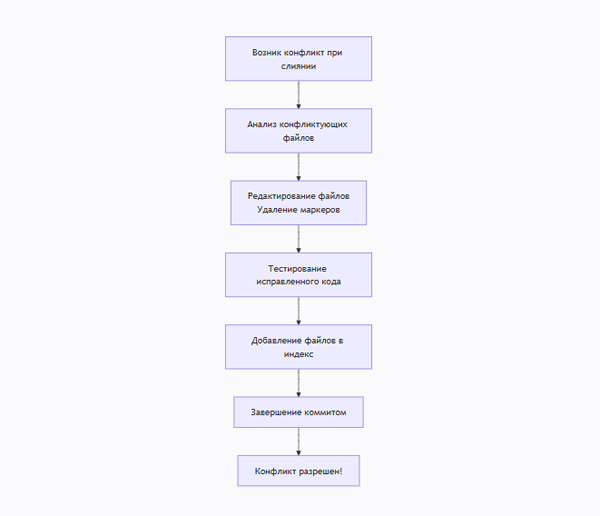 Возник конфликт при
слиянии
Анализ конфликтующих
файлов
Редактирование файлов
Удаление маркеров
Тестирование
исправленного кода
Добавление файлов в
индекс
Завершение коммитом
Конфликт разрешен!